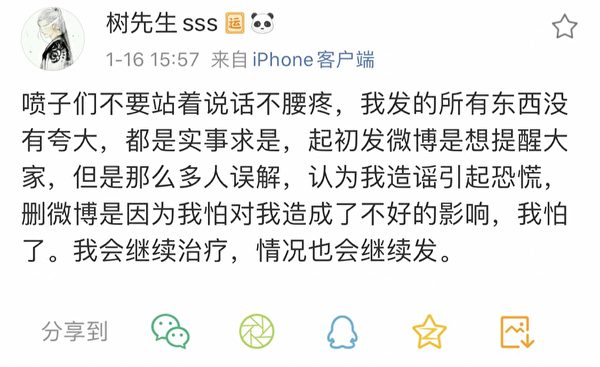 树先生sss 运
1-16 15:57 来自 iPhone客户端
喷子们不要站着说话不腰疼，我发的所有东西没
有夸大，都是实事求是，起初发微博是想提醒大
家，但是那么多人误解，认为我造谣引起恐慌，
删微博是因为我怕对我造成了不好的影响，我怕
了。我会继续治疗，情况也会继续发。
分享到